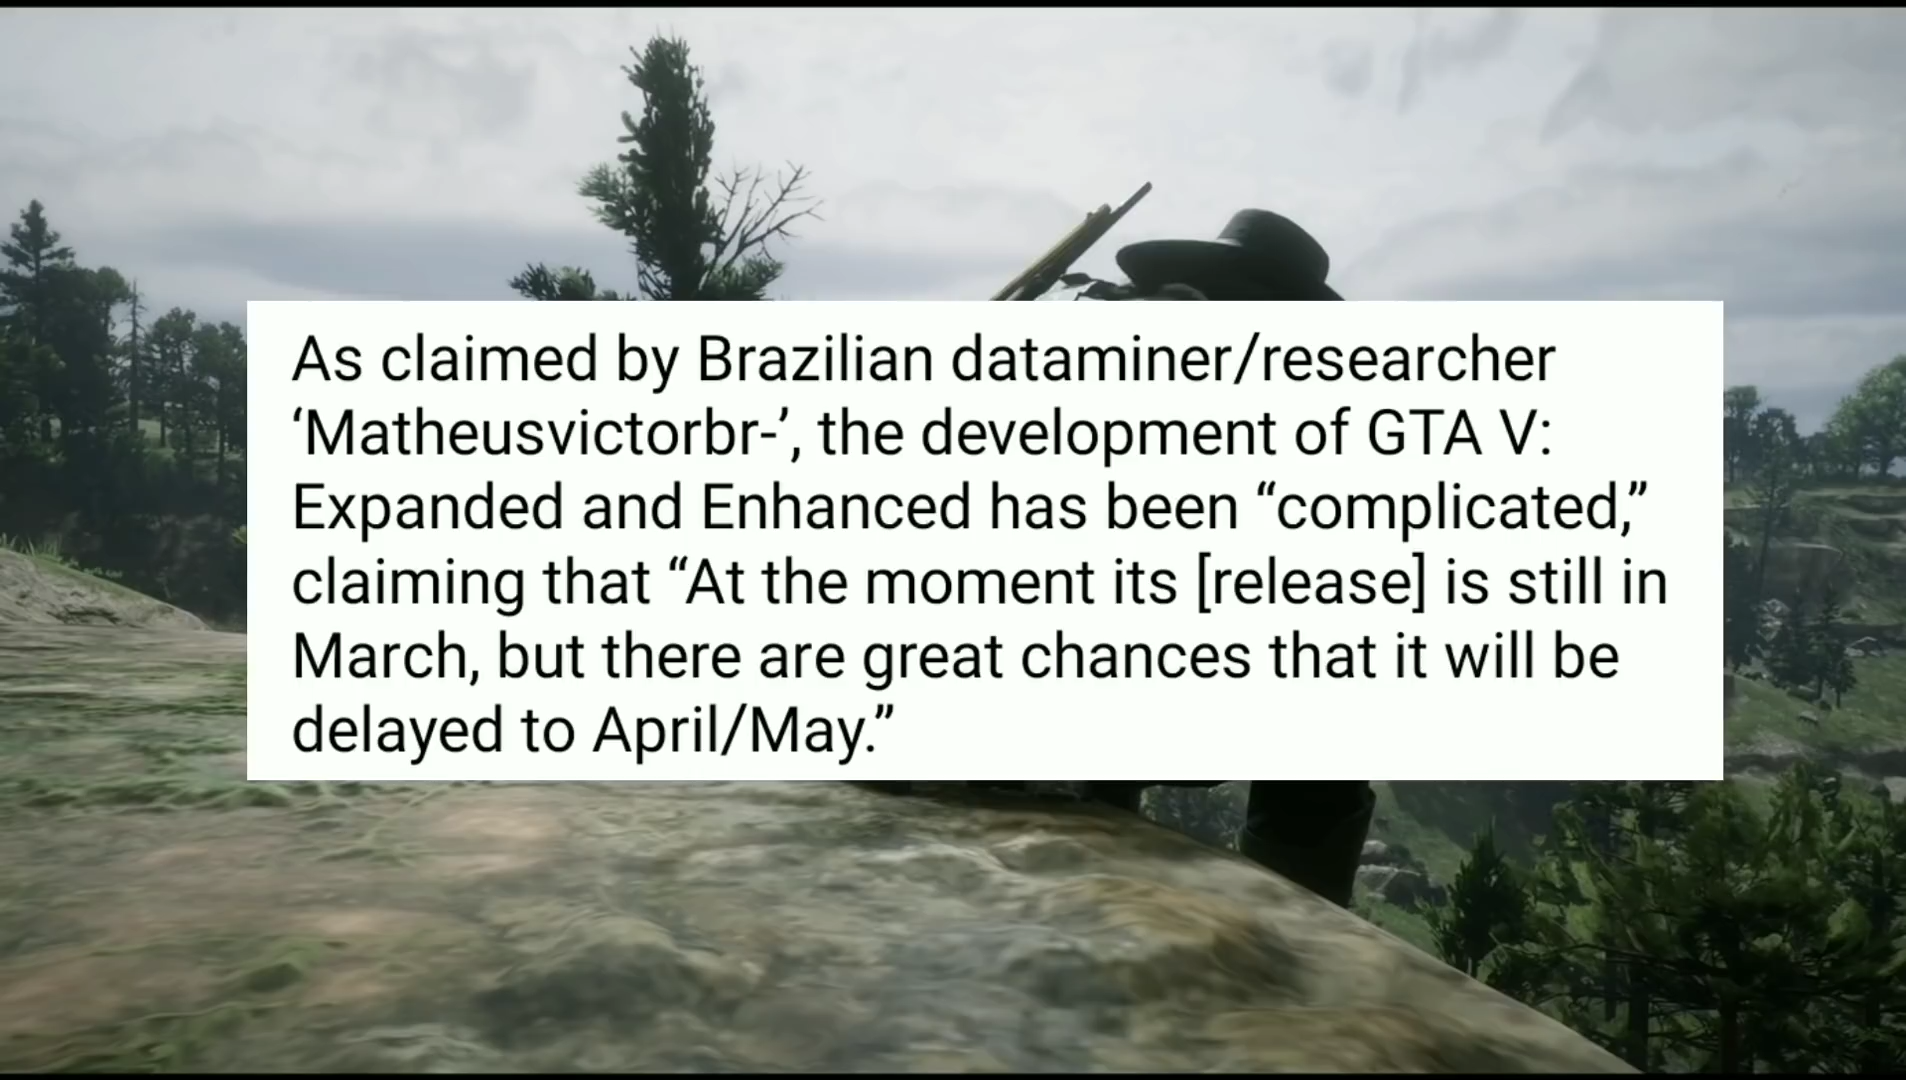 As claimed by Brazilian dataminer/researcher
‘Matheusvictorbr-’, the development of GTA V:
Expanded and Enhanced has been “complicated,”
claiming that “At the moment its [release] is still in
March, but there are great chances that it will be
delayed to April/May.”